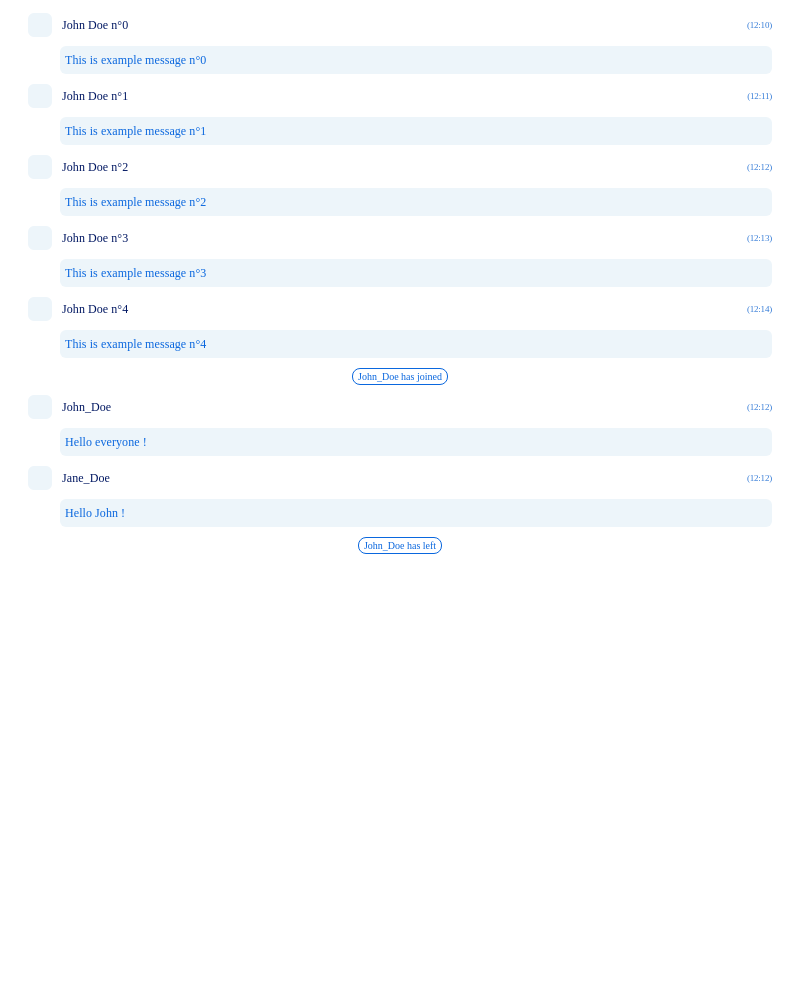 John Doe n°0 (12:10)
This is example message n°0
John Doe n°1 (12:11)
This is example message n°1
John Doe n°2 (12:12)
This is example message n°2
John Doe n°3 (12:13)
This is example message n°3
John Doe n°4 (12:14)
This is example message n°4
John_Doe has joined
John_Doe (12:12)
Hello everyone !
Jane_Doe (12:12)
Hello John !
John_Doe has left